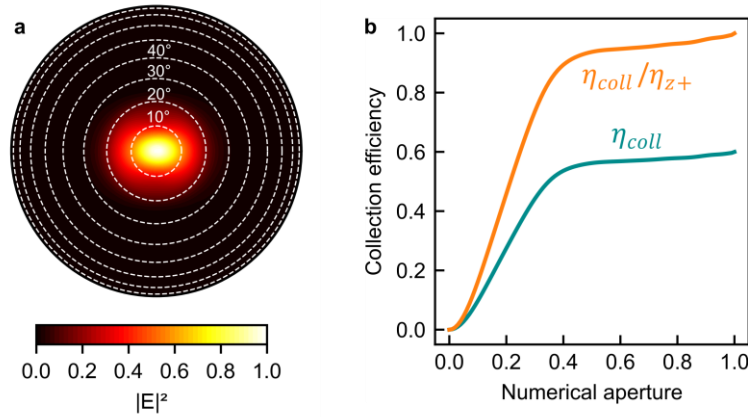 a
40°
30°
20°
10°
0.0 0.2 0.4 0.6 0.8 1.0
|E|²
b
Collection efficiency
1.0
0.8
0.6
0.4
0.2
0.0
η_coll/η_z+
η_coll
0.0 0.2 0.4 0.6 0.8 1.0
Numerical aperture